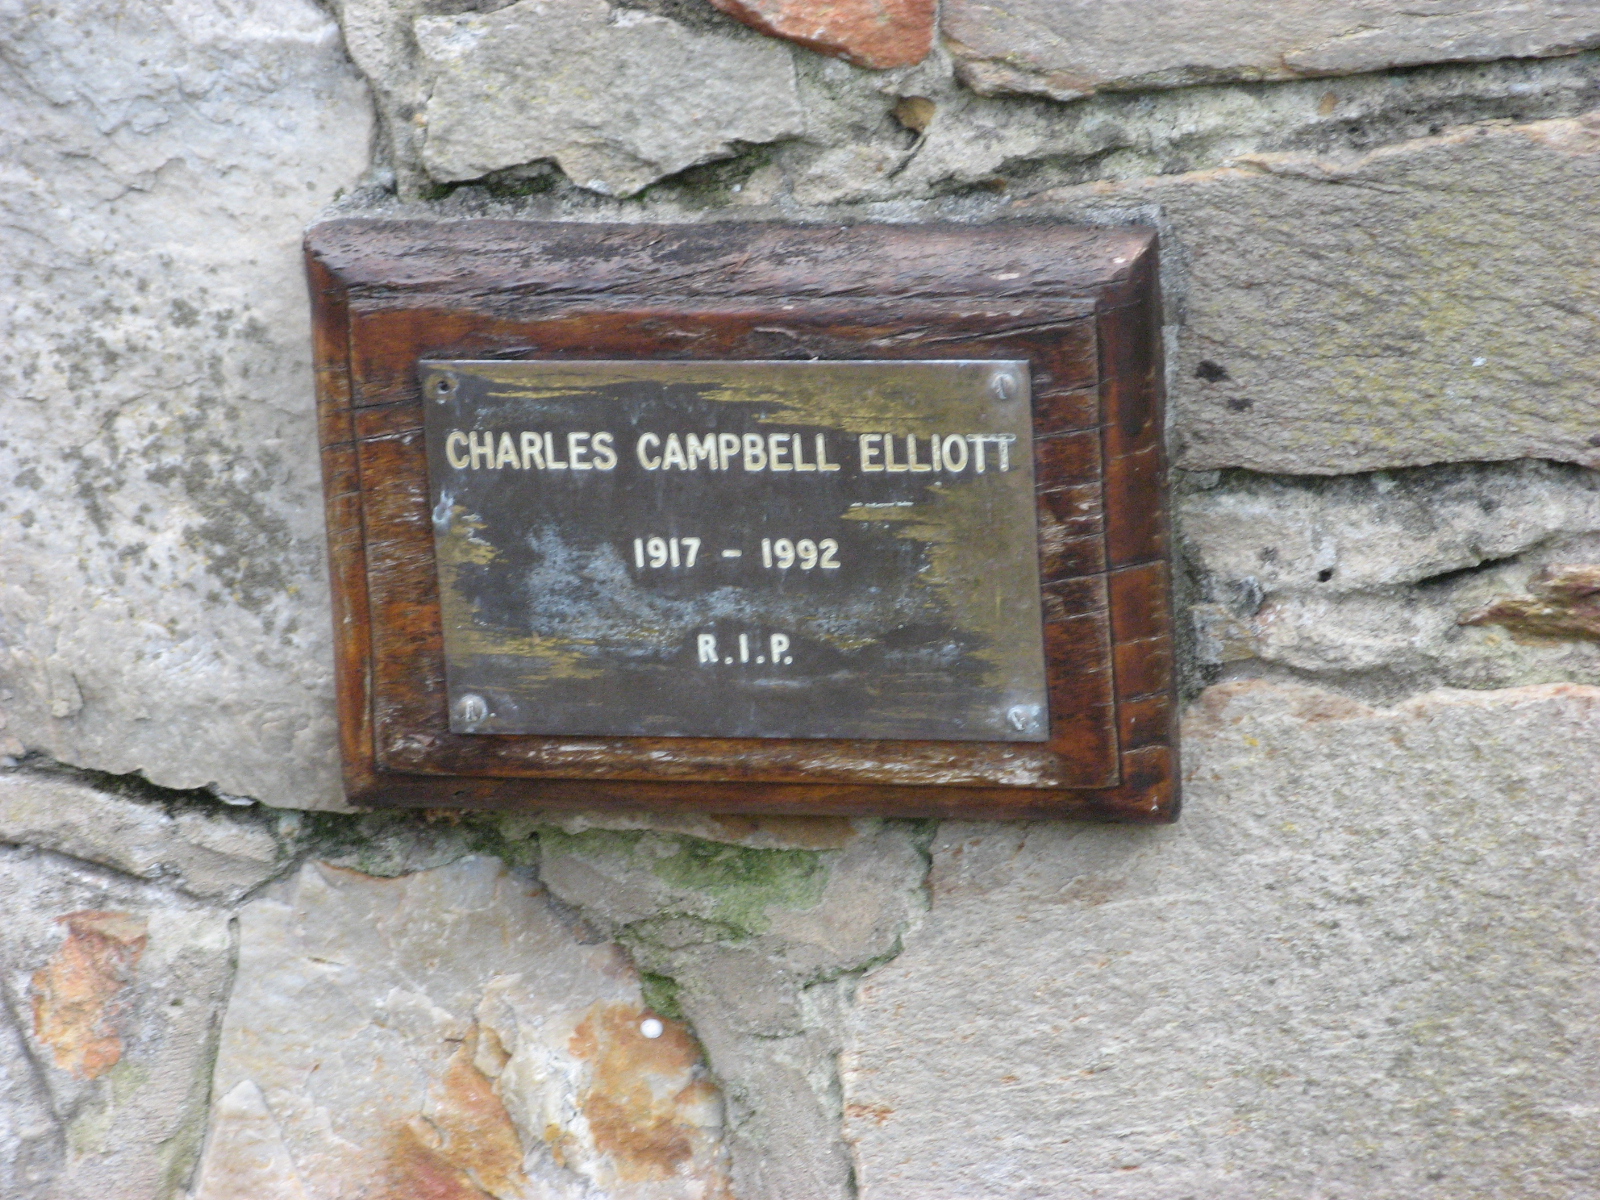 CHARLES CAMPBELL ELLIOTT
1917 - 1992
R.I.P.